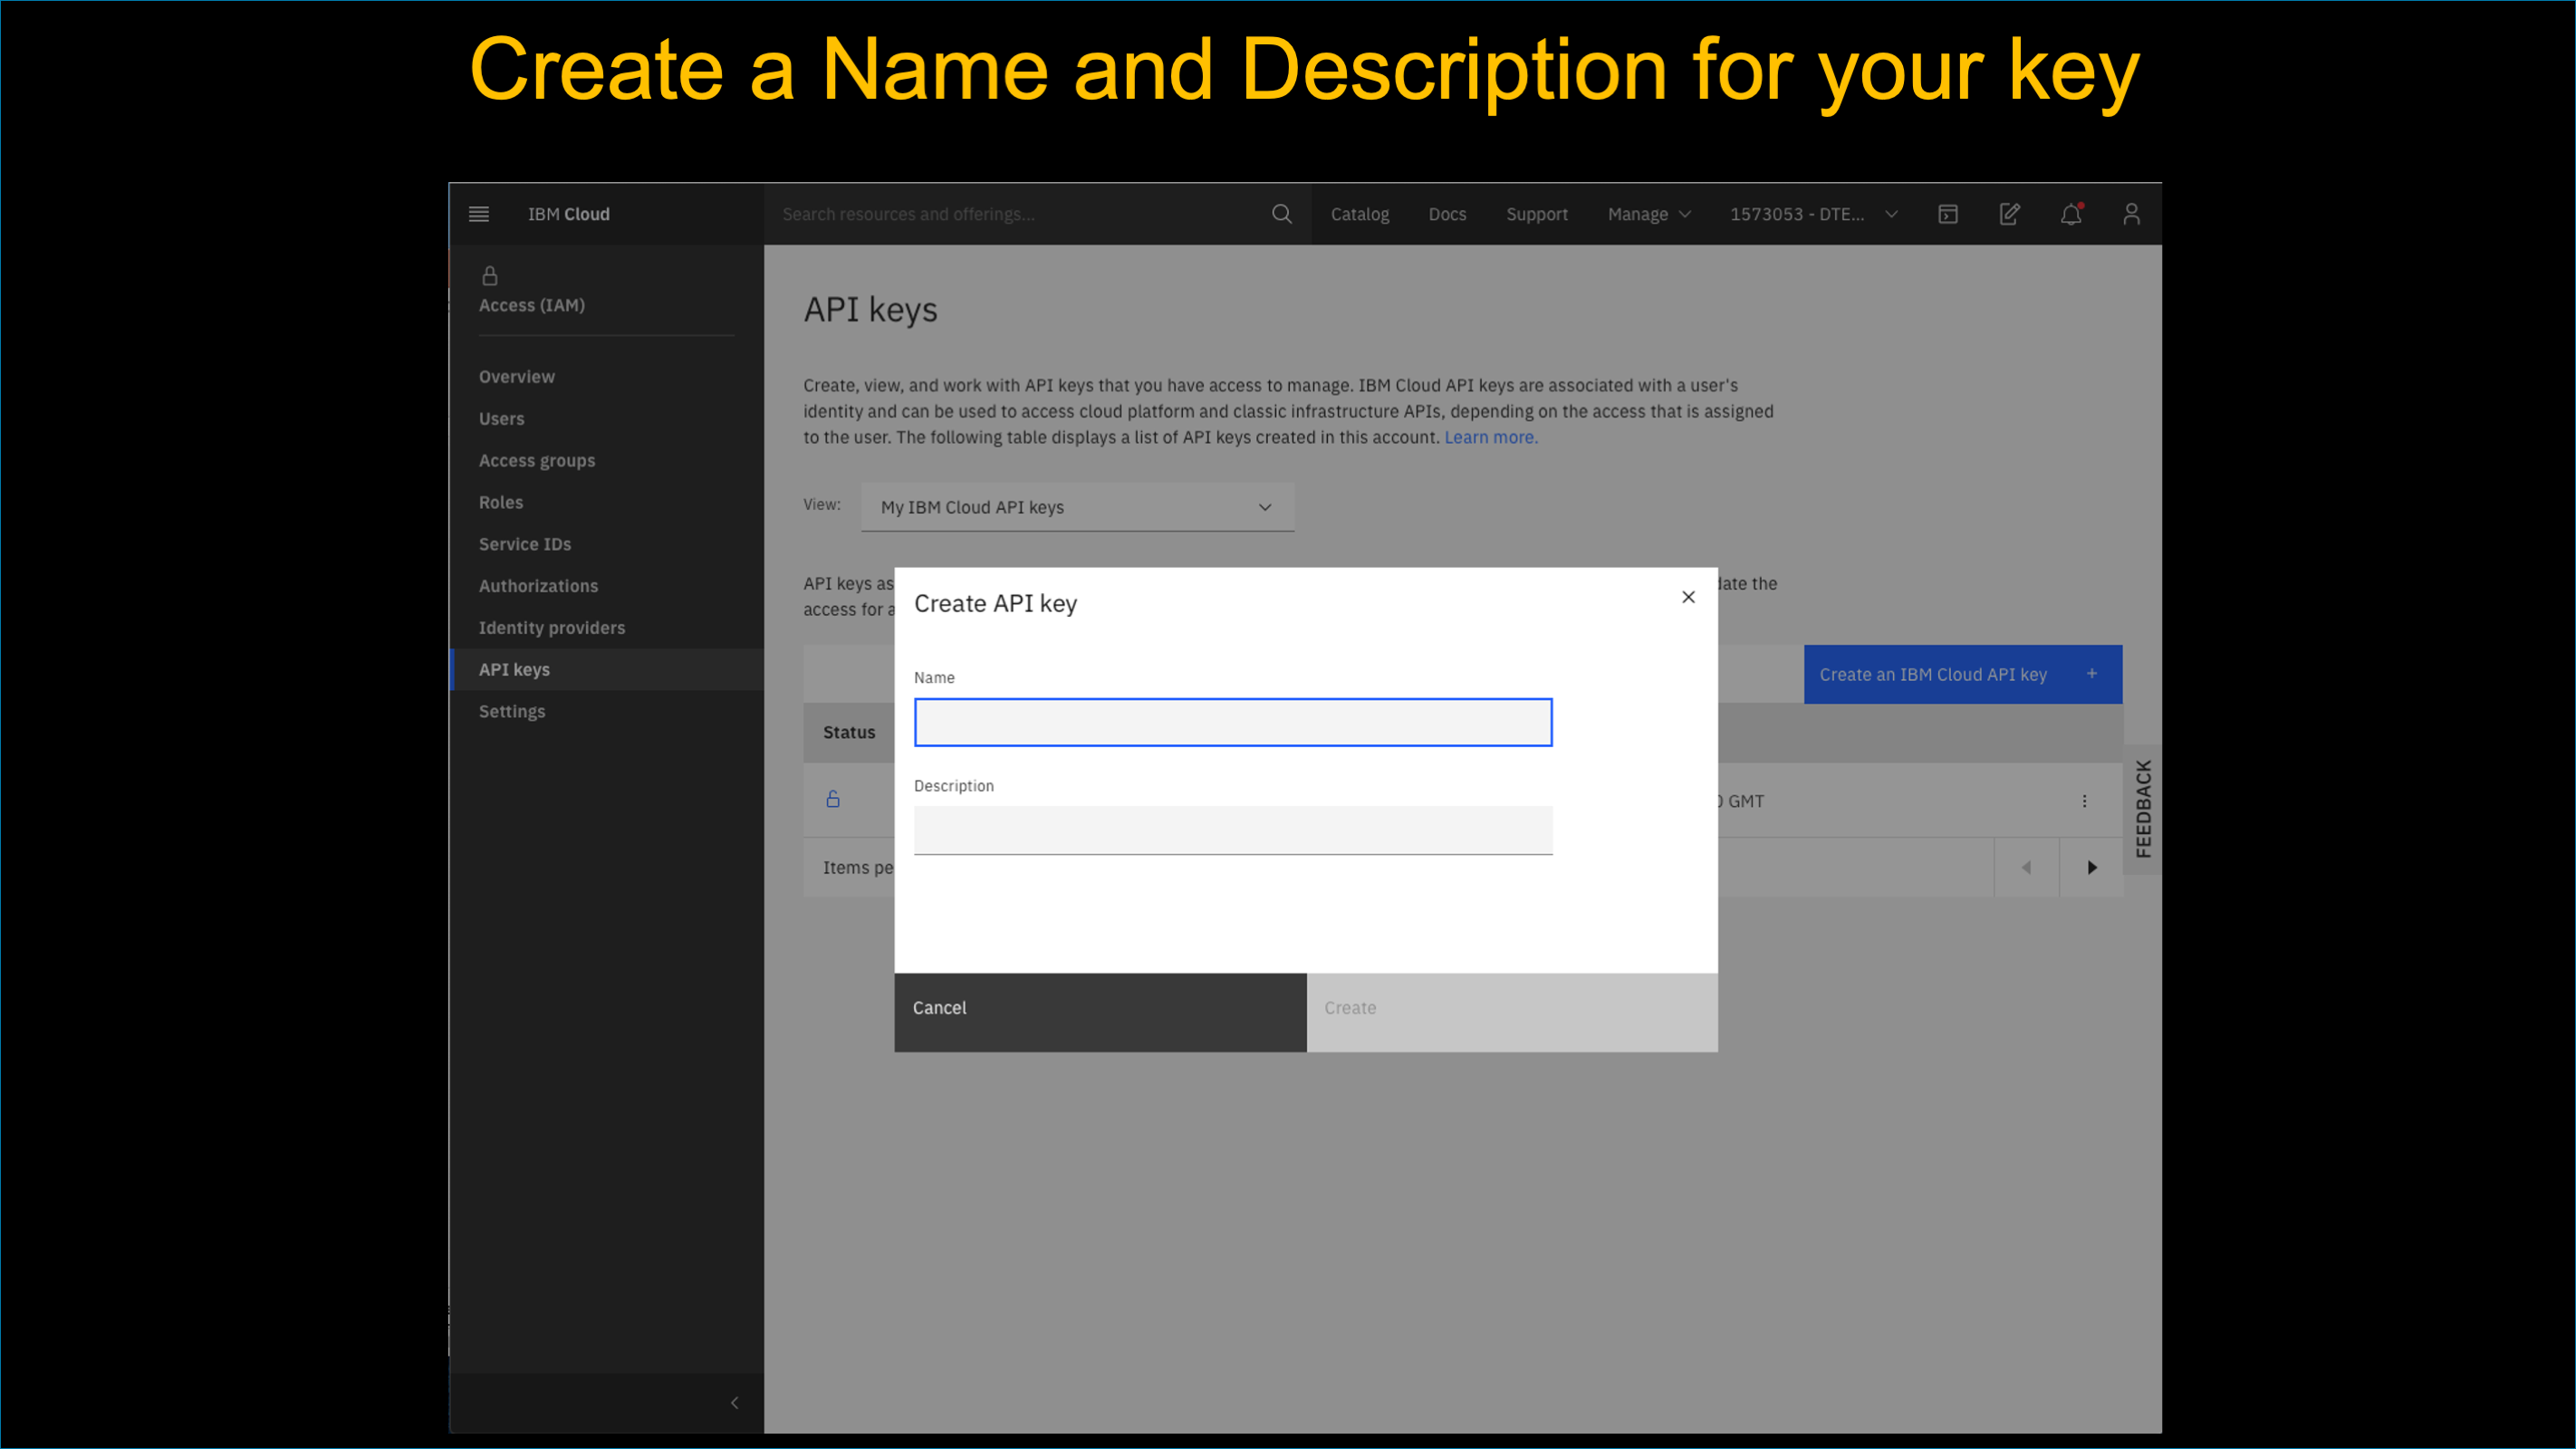 Create a Name and Description for your key
IBM Cloud
Search resources and offerings...
Catalog
Docs
Support
Manage
1573053 - DTE...
Access (IAM)
Overview
Users
Access groups
Roles
Service IDs
Authorizations
Identity providers
API keys
Settings
API keys
Create, view, and work with API keys that you have access to manage. IBM Cloud API keys are associated with a user's
identity and can be used to access cloud platform and classic infrastructure APIs, depending on the access that is assigned
to the user. The following table displays a list of API keys created in this account. Learn more.
View:
My IBM Cloud API keys
API keys as
the
access for a
Create an IBM Cloud API key +
Status
GMT
Items pe
FEEDBACK
Create API key
Name
Description
Cancel
Create